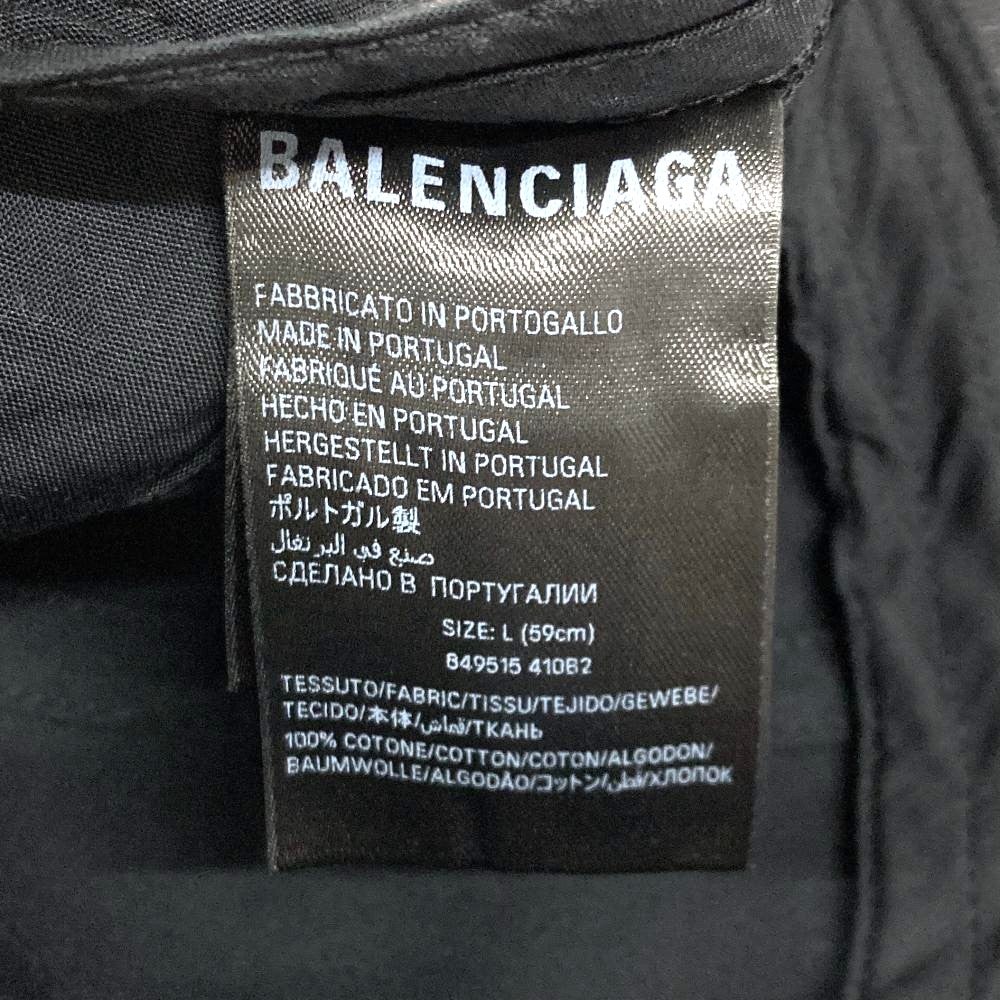 BALENCIAGA
FABBRICATO IN PORTOGALLO
MADE IN PORTUGAL
FABRIQUÉ AU PORTUGAL
HECHO EN PORTUGAL
HERGESTELLT IN PORTUGAL
FABRICADO EM PORTUGAL
ポルトガル製
صنع في البرتغال
СДЕЛАНО В ПОРТУГАЛИИ
SIZE: L (59cm)
849515 410B2
TESSUTO/FABRIC/TISSU/TEJIDO/GEWEBE/
TECIDO/本体/قماش/ТКАНЬ
100% COTONE/COTTON/COTON/ALGODON/
BAUMWOLLE/ALGODÃO/コットン/قطن/ХЛОПОК